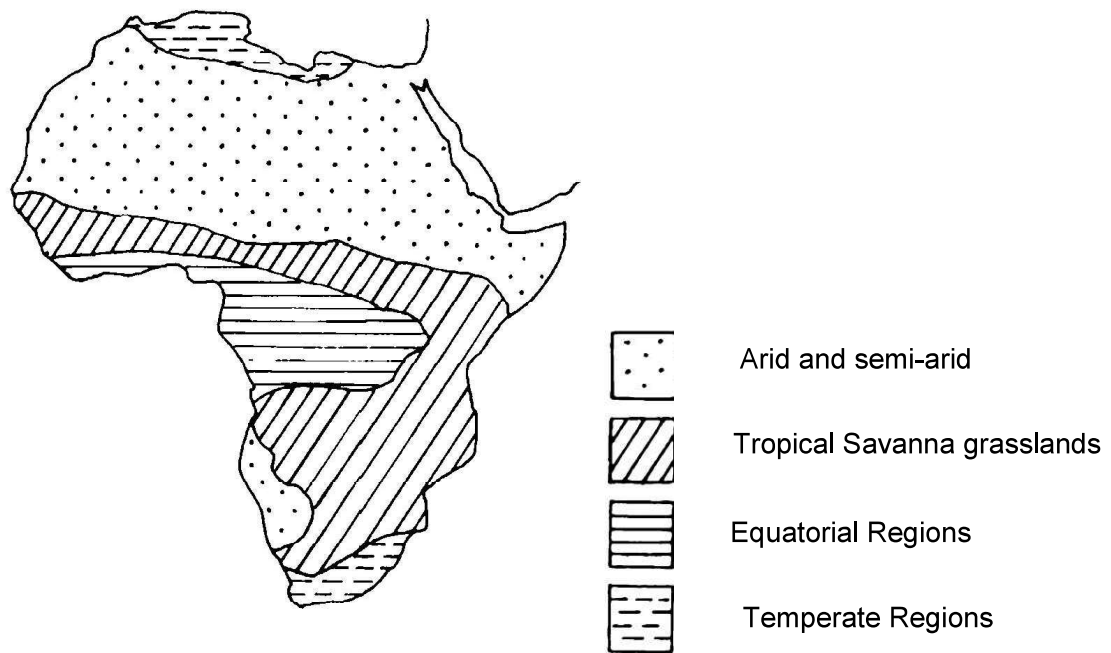 Arid and semi-arid
Tropical Savanna grasslands
Equatorial Regions
Temperate Regions